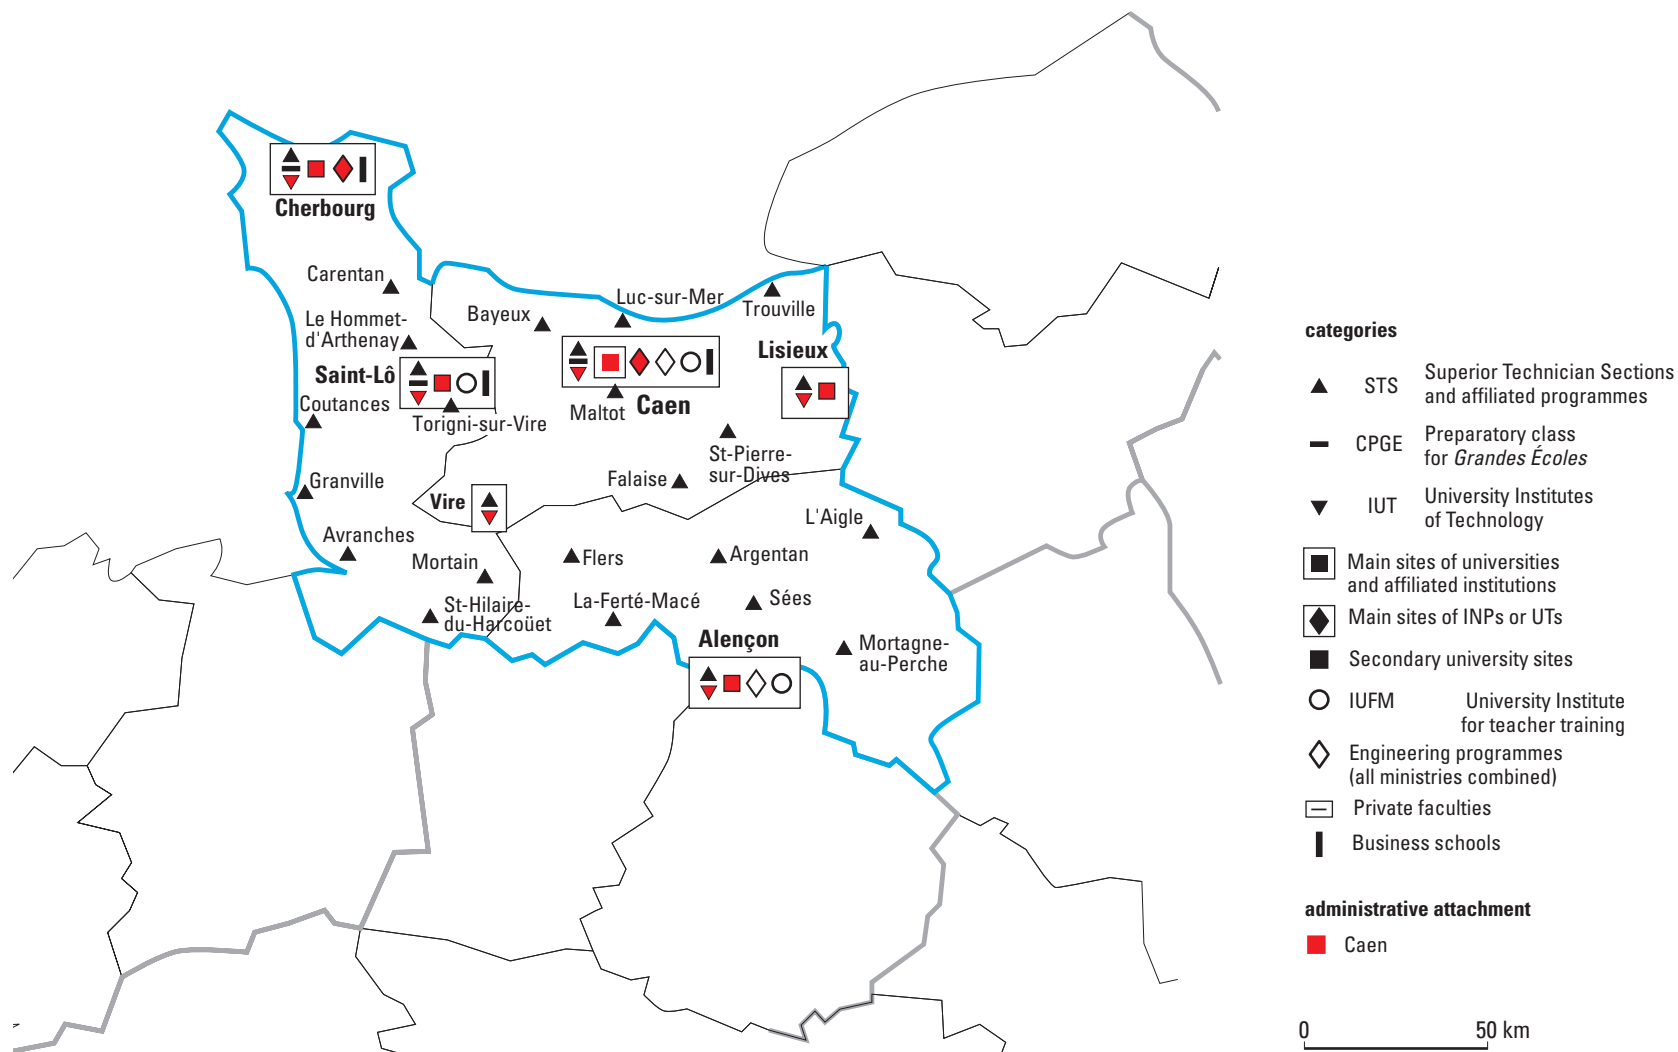 Cherbourg
Carentan
Le Hommet-
d'Arthenay
Saint-Lô
Coutances
Torigni-sur-Vire
Granville
Avranches
Mortain
St-Hilaire-
du-Harcoüet
Vire
Bayeux
Luc-sur-Mer
Trouville
Lisieux
Maltot
Caen
St-Pierre-
sur-Dives
Falaise
L'Aigle
Flers
Argentan
La-Ferté-Macé
Sées
Alençon
Mortagne-
au-Perche
categories
STS Superior Technician Sections
and affiliated programmes
CPGE Preparatory class
for Grandes Écoles
IUT University Institutes
of Technology
Main sites of universities
and affiliated institutions
Main sites of INPs or UTs
Secondary university sites
IUFM University Institute
for teacher training
Engineering programmes
(all ministries combined)
Private faculties
Business schools
administrative attachment
Caen
0 50 km